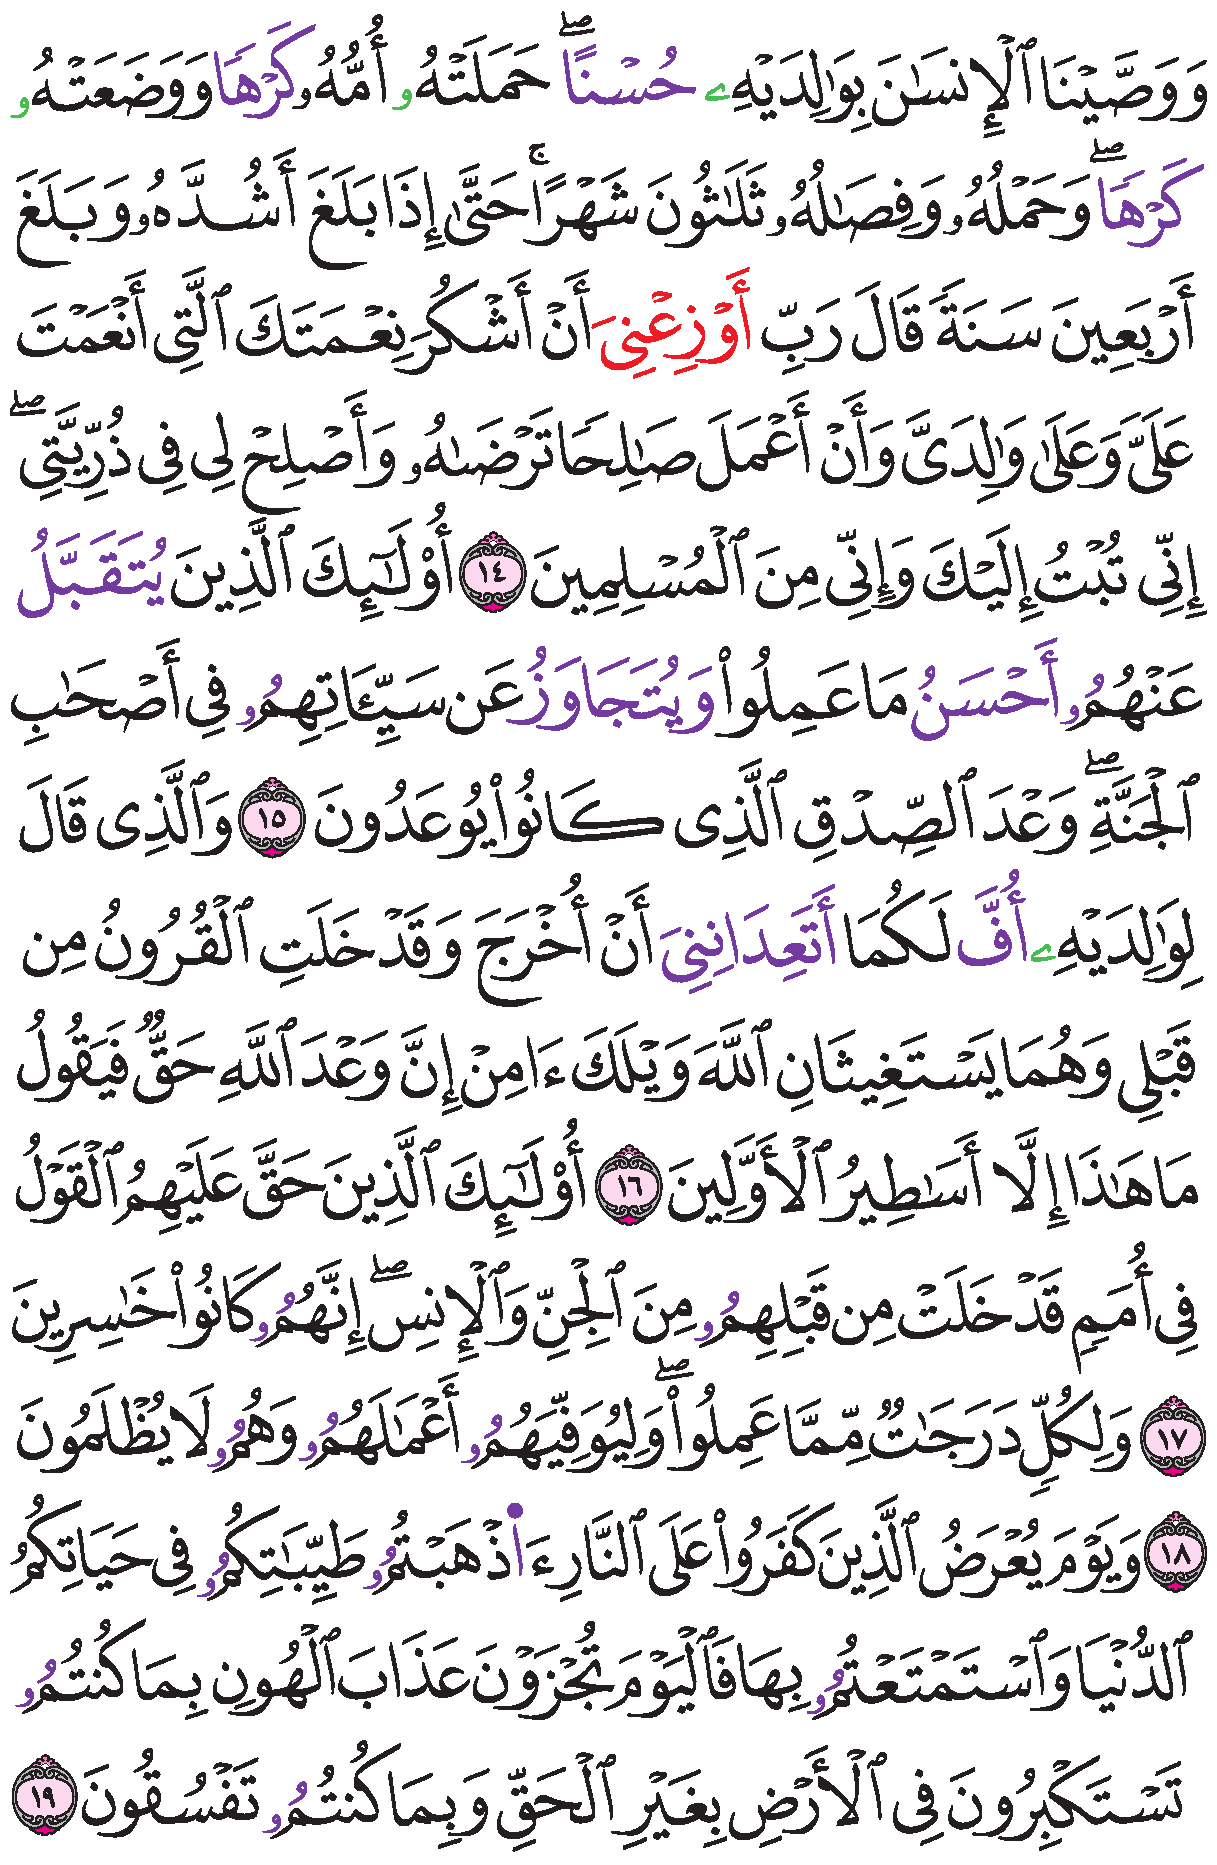 وَوَصَّيْنَا ٱلْإِنسَٰنَ بِوَٰلِدَيْهِۦ حُسْنًاۖ حَمَلَتْهُۥ أُمُّهُۥ كَرْهًا وَوَضَعَتْهُۥ
كَرْهًاۖ وَحَمْلُهُۥ وَفِصَٰلُهُۥ ثَلَٰثُونَ شَهْرًاۚ حَتَّىٰ إِذَا بَلَغَ أَشُدَّهُۥ وَبَلَغَ
أَرْبَعِينَ سَنَةً قَالَ رَبِّ أَوْزِعْنِىَ أَنْ أَشْكُرَ نِعْمَتَكَ ٱلَّتِى أَنْعَمْتَ
عَلَىَّ وَعَلَىٰ وَٰلِدَىَّ وَأَنْ أَعْمَلَ صَٰلِحًا تَرْضَىٰهُۥ وَأَصْلِحْ لِى فِى ذُرِّيَّتِىۖ
إِنِّى تُبْتُ إِلَيْكَ وَإِنِّى مِنَ ٱلْمُسْلِمِينَ ١٤ أُوْلَٰٓئِكَ ٱلَّذِينَ يُتَقَبَّلُ
عَنْهُمُۥ أَحْسَنُ مَا عَمِلُوا۟ وَيُتَجَاوَزُ عَن سَيِّـَٔاتِهِمُۥ فِى أَصْحَٰبِ
ٱلْجَنَّةِۖ وَعْدَ ٱلصِّدْقِ ٱلَّذِى كَانُوا۟ يُوعَدُونَ ١٥ وَٱلَّذِى قَالَ
لِوَٰلِدَيْهِۦ أُفَّ لَكُمَا أَتَعِدَانِنِىَ أَنْ أُخْرَجَ وَقَدْ خَلَتِ ٱلْقُرُونُ مِن
قَبْلِى وَهُمَا يَسْتَغِيثَانِ ٱللَّهَ وَيْلَكَ ءَامِنْ إِنَّ وَعْدَ ٱللَّهِ حَقٌّ فَيَقُولُ
مَا هَٰذَا إِلَّا أَسَٰطِيرُ ٱلْأَوَّلِينَ ١٦ أُوْلَٰٓئِكَ ٱلَّذِينَ حَقَّ عَلَيْهِمُ ٱلْقَوْلُ
فِى أُمَمٍ قَدْ خَلَتْ مِن قَبْلِهِمُۥ مِنَ ٱلْجِنِّ وَٱلْإِنسِۖ إِنَّهُمُۥ كَانُوا۟ خَٰسِرِينَ
١٧ وَلِكُلٍّ دَرَجَٰتٌ مِّمَّا عَمِلُوا۟ۖ وَلِيُوَفِّيَهُمُۥ أَعْمَٰلَهُمُۥ وَهُمُۥ لَا يُظْلَمُونَ
١٨ وَيَوْمَ يُعْرَضُ ٱلَّذِينَ كَفَرُوا۟ عَلَى ٱلنَّارِ ءَا۬ذْهَبْتُمُۥ طَيِّبَٰتِكُمُۥ فِى حَيَاتِكُمُ
ٱلدُّنْيَا وَٱسْتَمْتَعْتُمُۥ بِهَا فَٱلْيَوْمَ تُجْزَوْنَ عَذَابَ ٱلْهُونِ بِمَا كُنتُمُۥ
تَسْتَكْبِرُونَ فِى ٱلْأَرْضِ بِغَيْرِ ٱلْحَقِّ وَبِمَا كُنتُمُۥ تَفْسُقُونَ ١٩